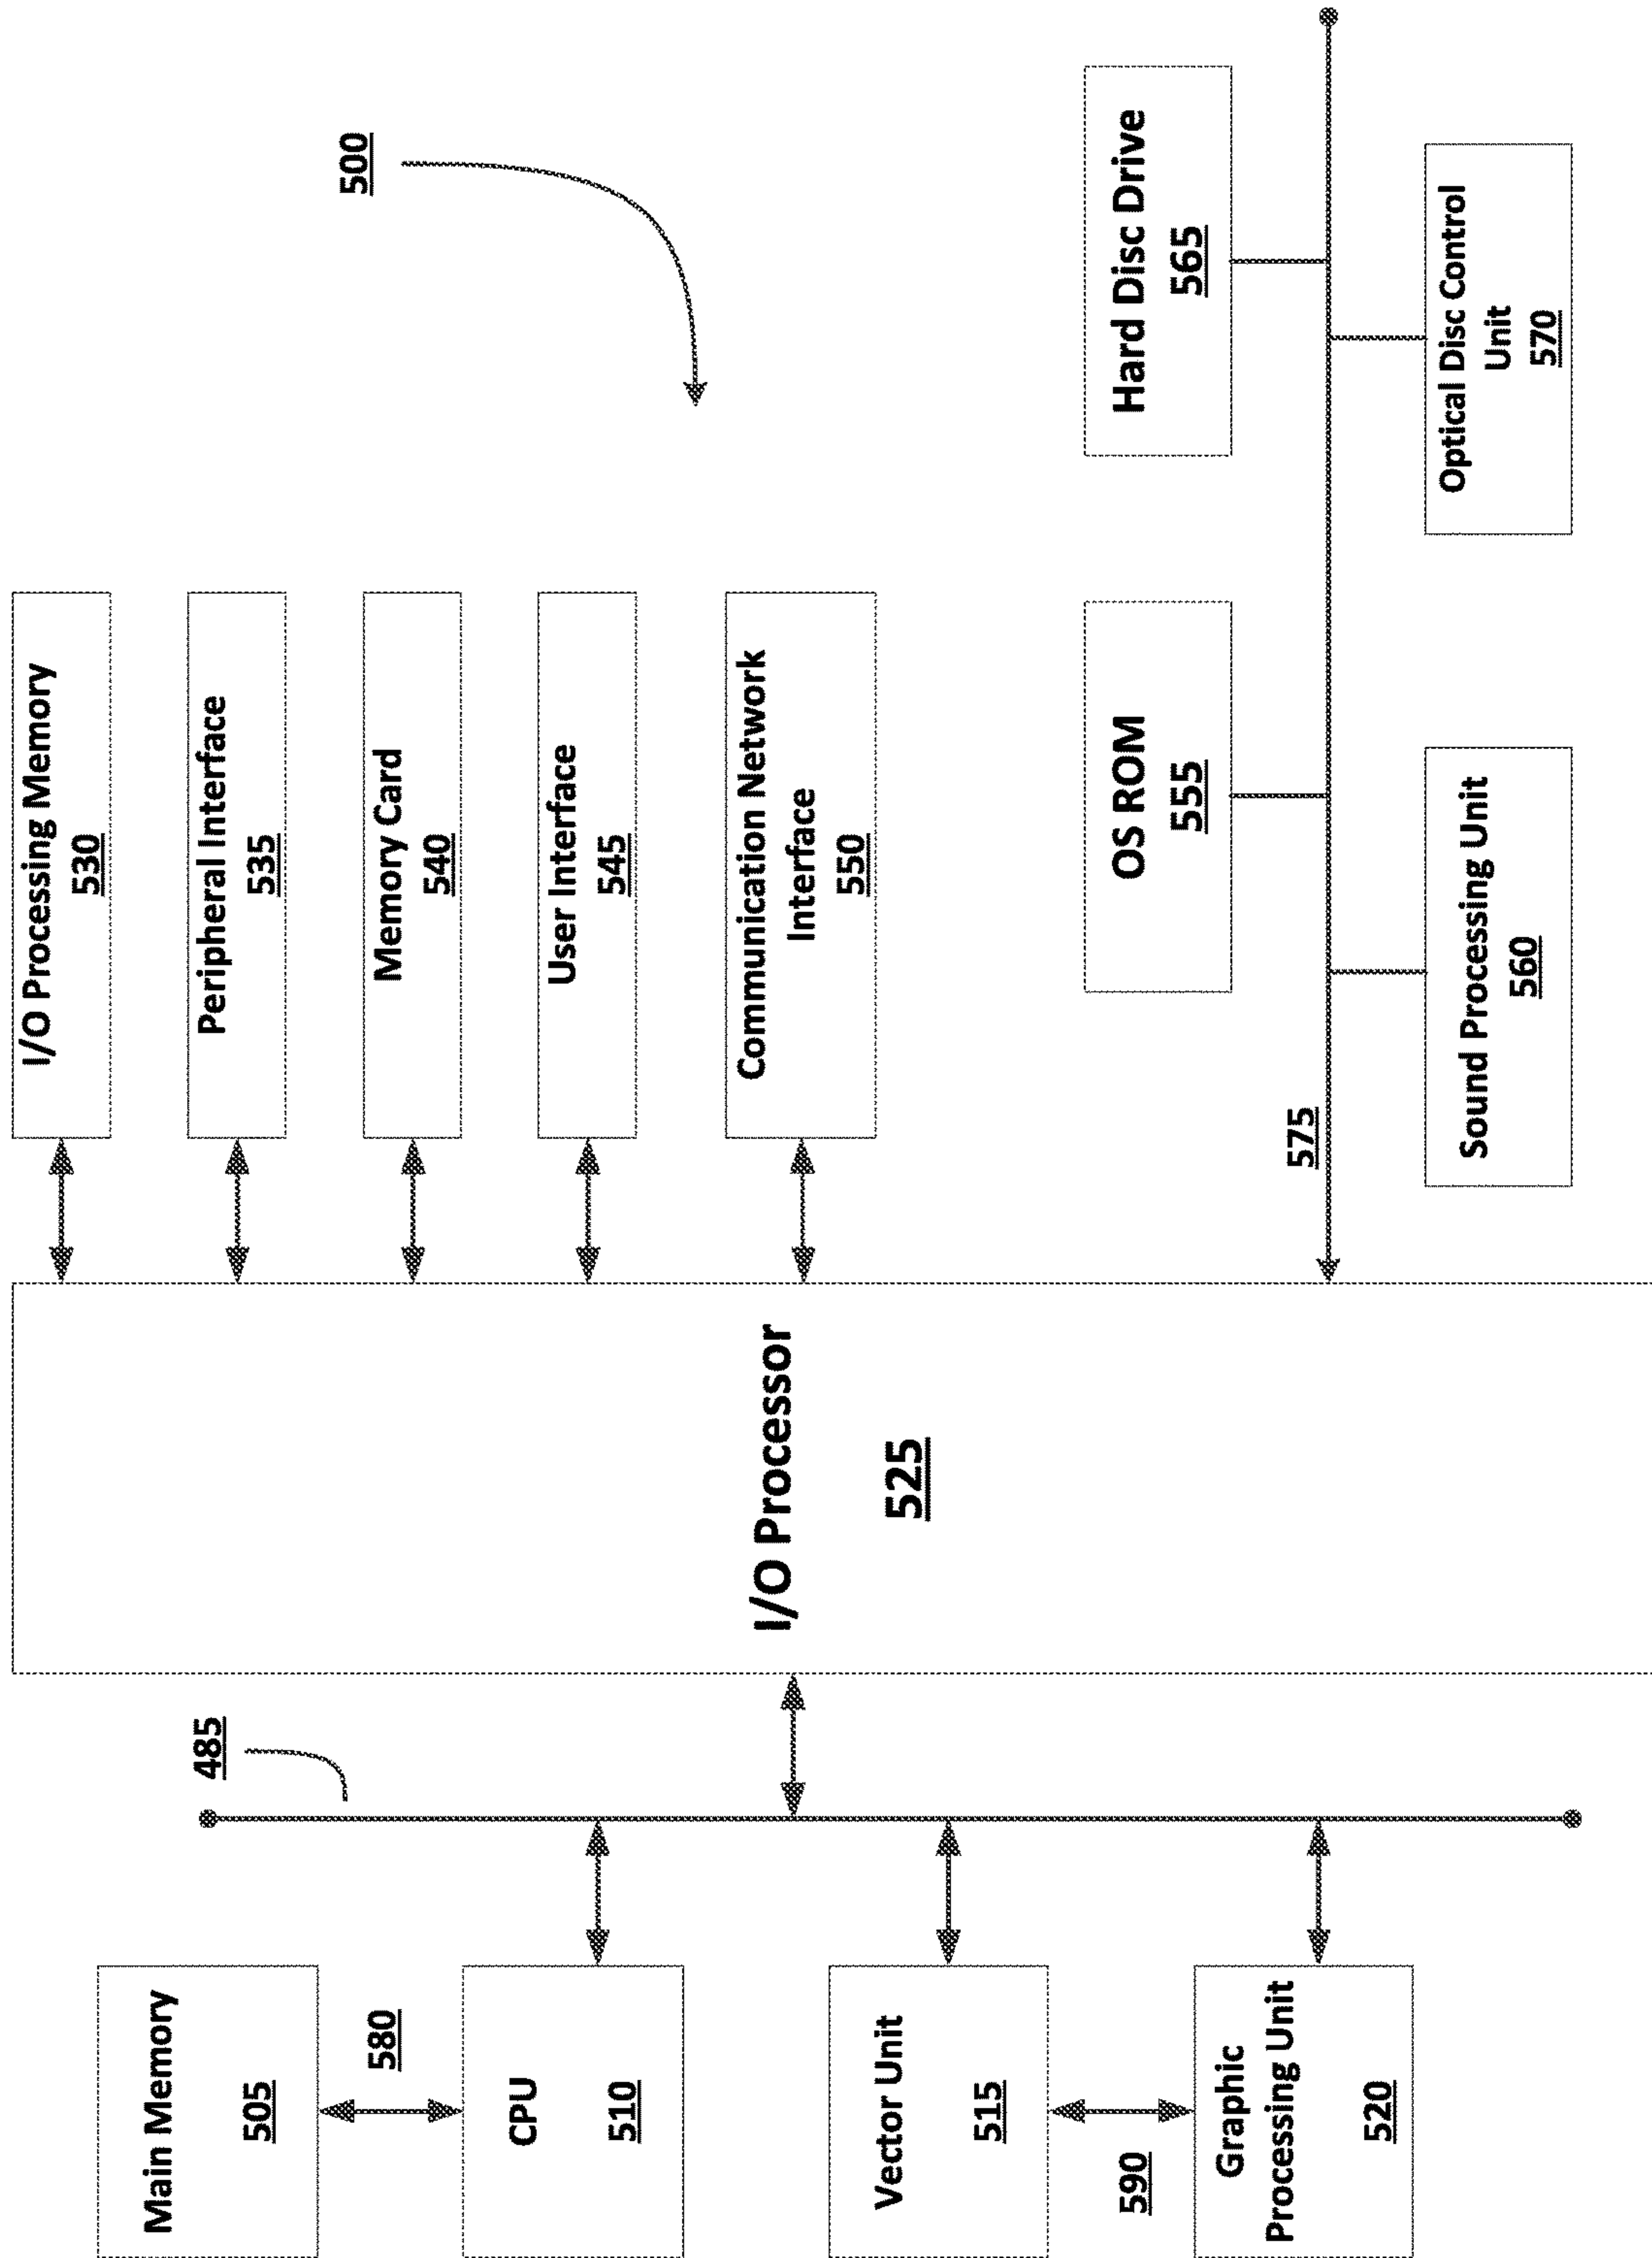 500
Main Memory
505
580
CPU
510
Vector Unit
515
590
Graphic
Processing Unit
520
485
I/O Processor
525
I/O Processing Memory
530
Peripheral Interface
535
Memory Card
540
User Interface
545
Communication Network
Interface
550
OS ROM
555
Hard Disc Drive
565
575
Sound Processing Unit
560
Optical Disc Control
Unit
570